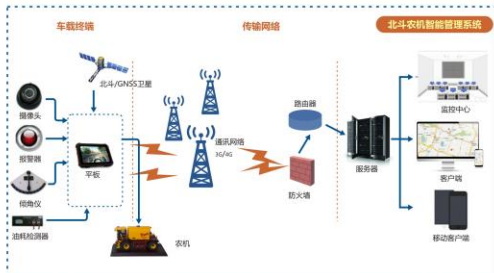 车载终端
传输网络
北斗农机智能管理系统
北斗/GNSS卫星
摄像头
报警器
倾角仪
油耗检测器
平板
农机
通讯网络
3G/4G
路由器
防火墙
服务器
监控中心
客户端
移动客户端